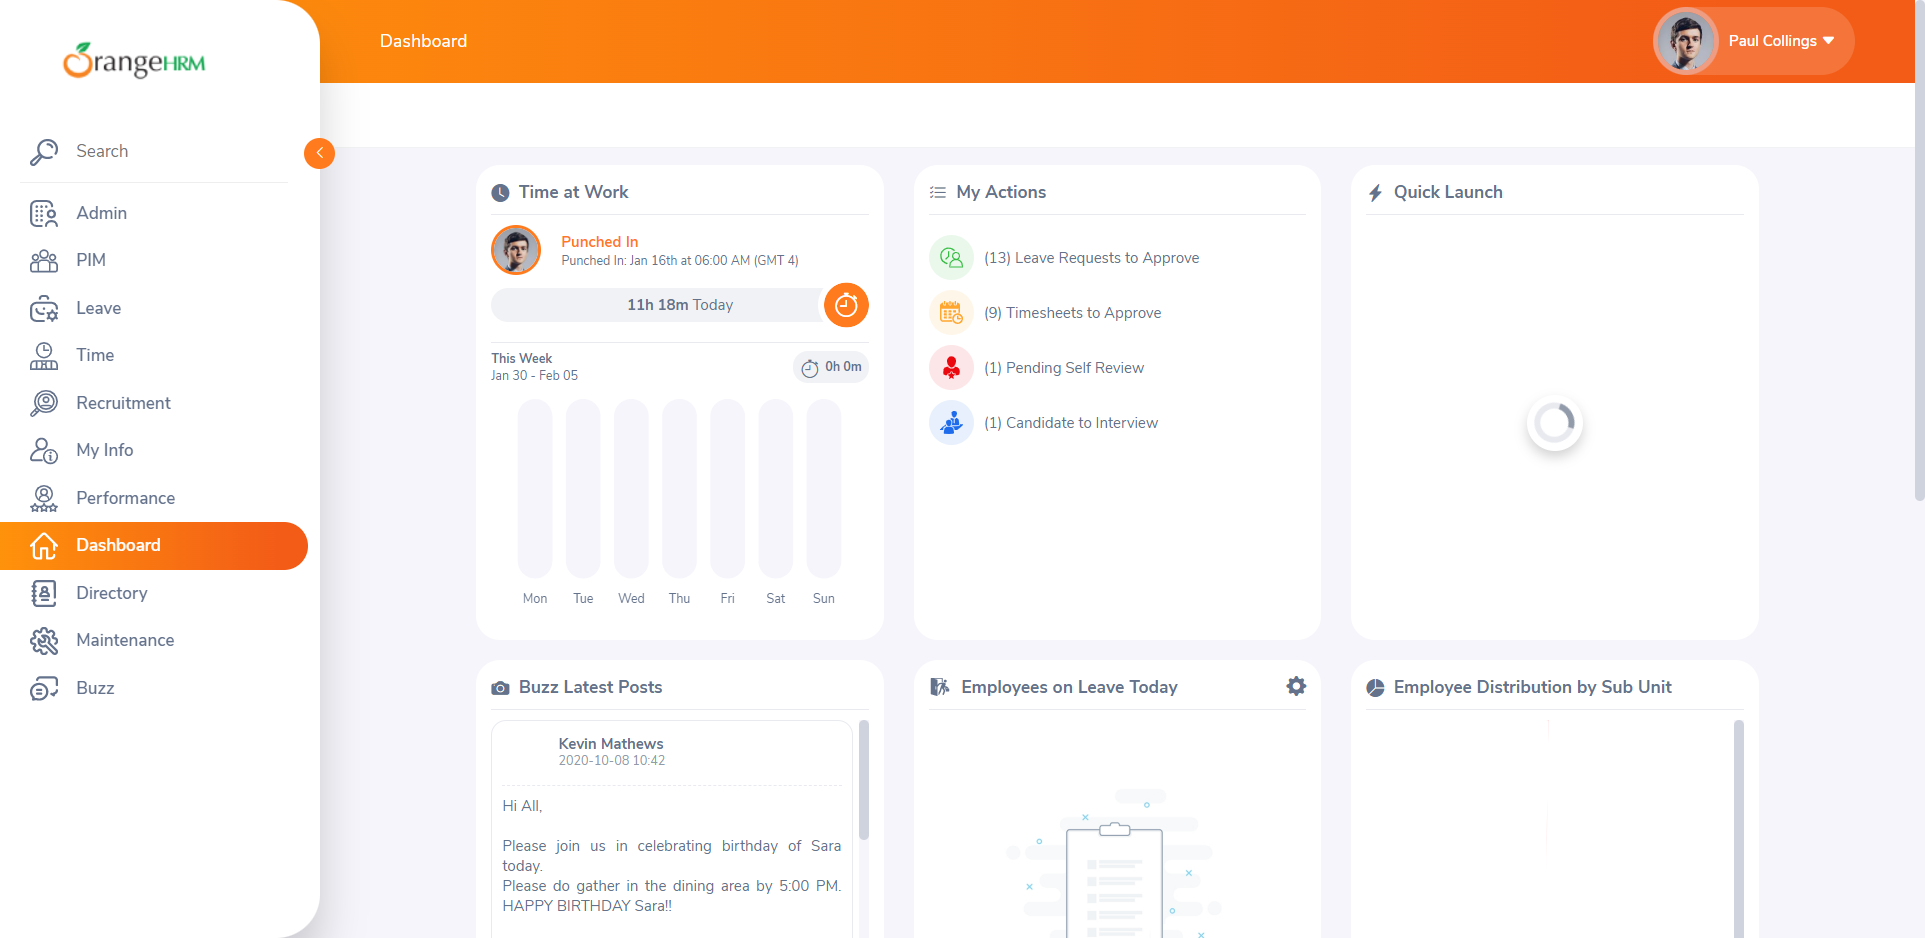 OrangeHRM
Search
Admin
PIM
Leave
Time
Recruitment
My Info
Performance
Dashboard
Directory
Maintenance
Buzz
Dashboard
Paul Collings
Time at Work
Punched In
Punched In: Jan 16th at 06:00 AM (GMT 4)
11h 18m Today
This Week
Jan 30 - Feb 05
0h 0m
Mon Tue Wed Thu Fri Sat Sun
My Actions
(13) Leave Requests to Approve
(9) Timesheets to Approve
(1) Pending Self Review
(1) Candidate to Interview
Quick Launch
Buzz Latest Posts
Kevin Mathews
2020-10-08 10:42
Hi All,
Please join us in celebrating birthday of Sara
today.
Please do gather in the dining area by 5:00 PM.
HAPPY BIRTHDAY Sara!!
Employees on Leave Today
Employee Distribution by Sub Unit